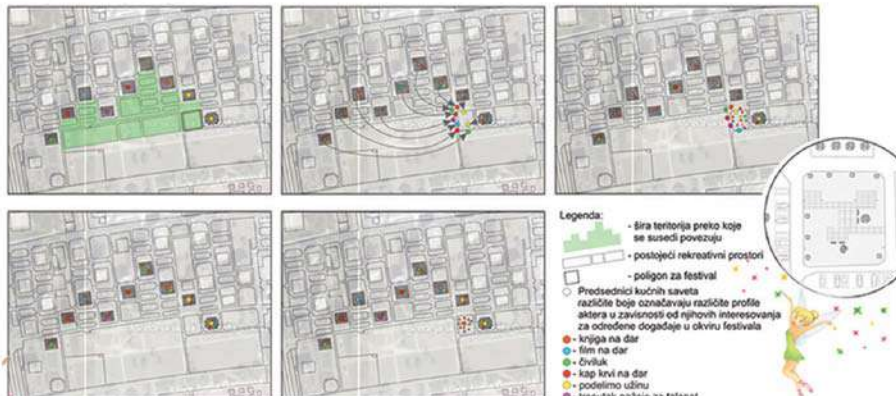 Legenda:
- šira teritorija preko koje
se susedi povezuju
- postojeći rekreativni prostori
- poligon za festival
Predsednici kućnih saveta
različite boje označavaju različite profile
aktera u zavisnosti od njihovih interesovanja
za određene događaje u okviru festivala
- knjiga na dar
- film na dar
- čiviluk
- kap krvi na dar
- podelimo užinu